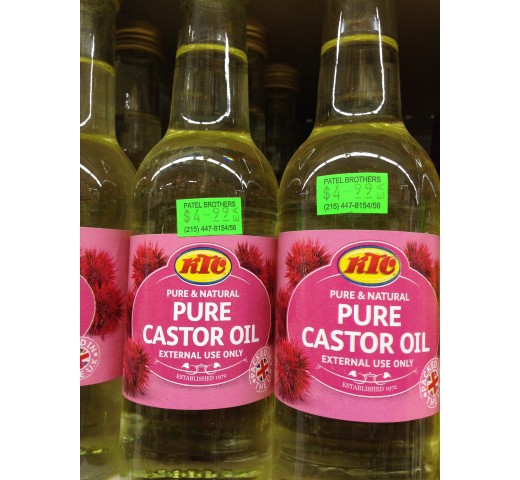 PATEL BROTHERS
$4-99
(215) 447-8154/56
KTC
PURE & NATURAL
PURE
CASTOR OIL
EXTERNAL USE ONLY
ESTABLISHED 1972
PATEL BROTHERS
$4-99
(215) 447-8154/56
KTC
PURE & NATURAL
PURE
CASTOR OIL
EXTERNAL USE ONLY
ESTABLISHED 1972